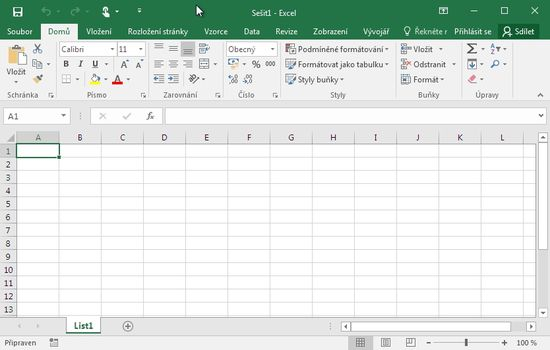 Sešit1 - Excel
Soubor Domů Vložení Rozložení stránky Vzorce Data Revize Zobrazení Vývojář Řekněte Přihlásit se Sdílet
Calibri 11 Obecný Podmíněné formátování Vložit
Vložit Formátovat jako tabulku Odstranit
B I U Styly buňky Formát
Schránka Písmo Zarovnání Číslo Styly Buňky Úpravy
A1 fx
A B C D E F G H I J K L
1
2
3
4
5
6
7
8
9
10
11
12
13
List1
Připraven 100 %